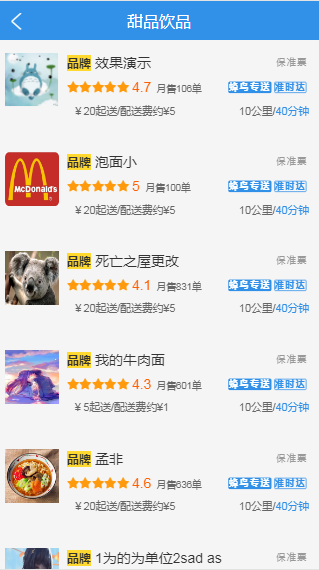 甜品饮品
品牌 效果演示 保准票
4.7 月售106单 蜂鸟专送 准时达
￥20起送/配送费约¥5 10公里/40分钟
McDonald's
品牌 泡面小 保准票
5 月售100单 蜂鸟专送 准时达
￥20起送/配送费约¥5 10公里/40分钟
品牌 死亡之屋更改 保准票
4.1 月售831单 蜂鸟专送 准时达
￥20起送/配送费约¥5 10公里/40分钟
品牌 我的牛肉面 保准票
4.3 月售601单 蜂鸟专送 准时达
￥5起送/配送费约¥1 10公里/40分钟
品牌 孟非 保准票
4.6 月售636单 蜂鸟专送 准时达
￥20起送/配送费约¥5 10公里/40分钟
品牌 1为的为单位2sad as 保准票